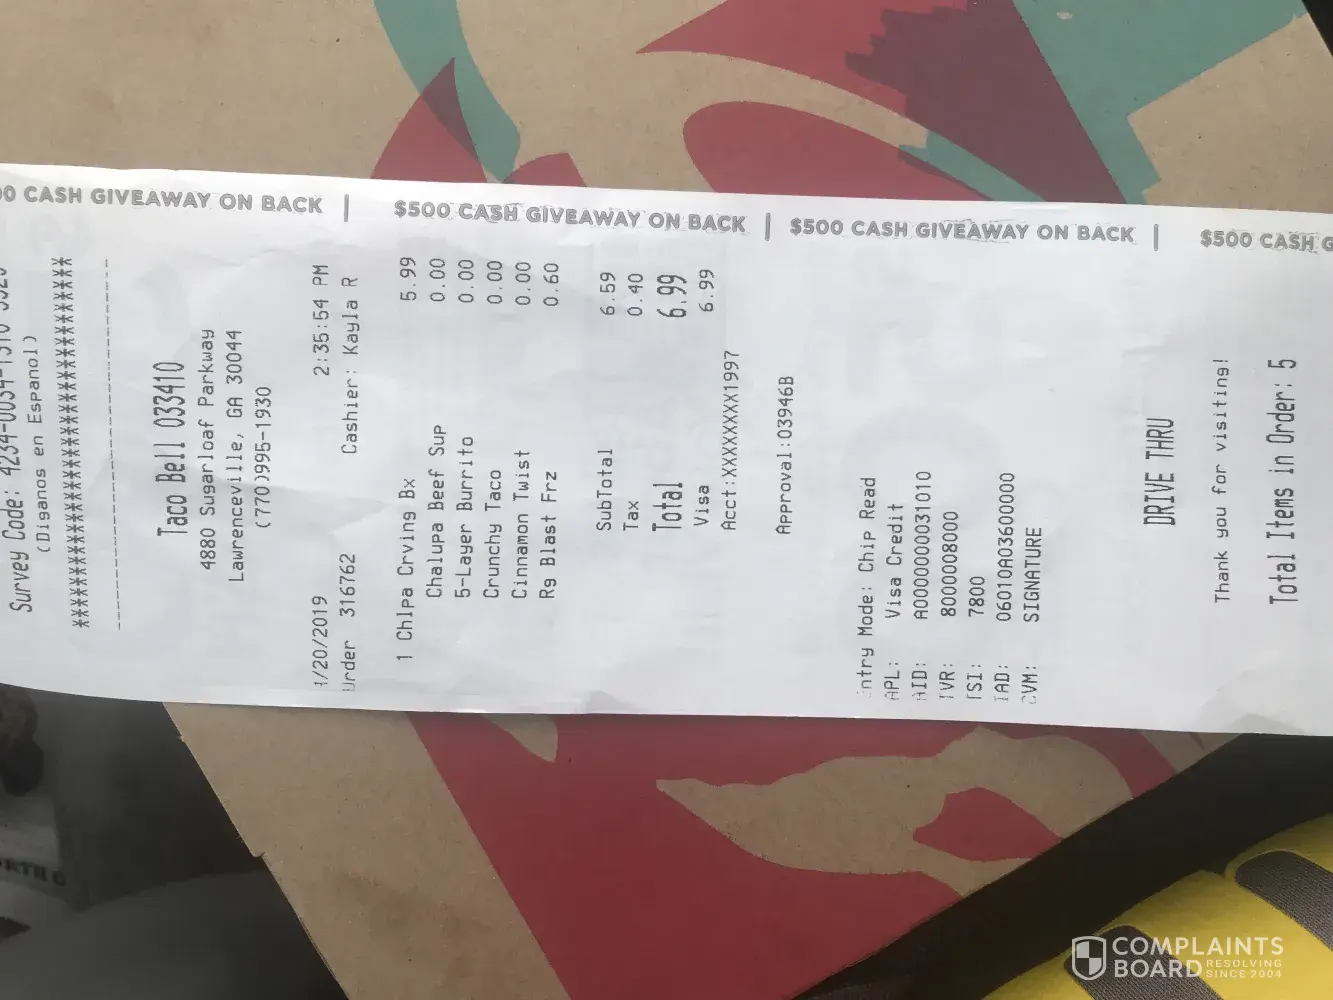 $500 CASH GIVEAWAY ON BACK | $500 CASH GIVEAWAY ON BACK |
CASH GIVEAWAY ON BACK |
$500 CASH
Survey Code:
(Diganos en Espanol)
Taco Bell 033410
4880 Sugarloaf Parkway
Lawrenceville, GA 30044
(770)995-1930
/20/2019 2:35:54 PM
Order 316762 Cashier: Kayla R
1 Chlpa Crving Bx 5.99
Chalupa Beef Sup 0.00
5-Layer Burrito 0.00
Crunchy Taco 0.00
Cinnamon Twist 0.00
Rg Blast Frz 0.60
SubTotal 6.59
Tax 0.40
Total 6.99
Visa 6.99
Acct:XXXXXXXXX1997
Approval:03946B
Entry Mode: Chip Read
APL: Visa Credit
AID: A0000000031010
TVR: 8000008000
TSI: 7800
IAD: 06010A03600000
CVM: SIGNATURE
DRIVE THRU
Thank you for visiting!
Total Items in Order: 5
COMPLAINTS
BOARD RESOLVING
SINCE 2004